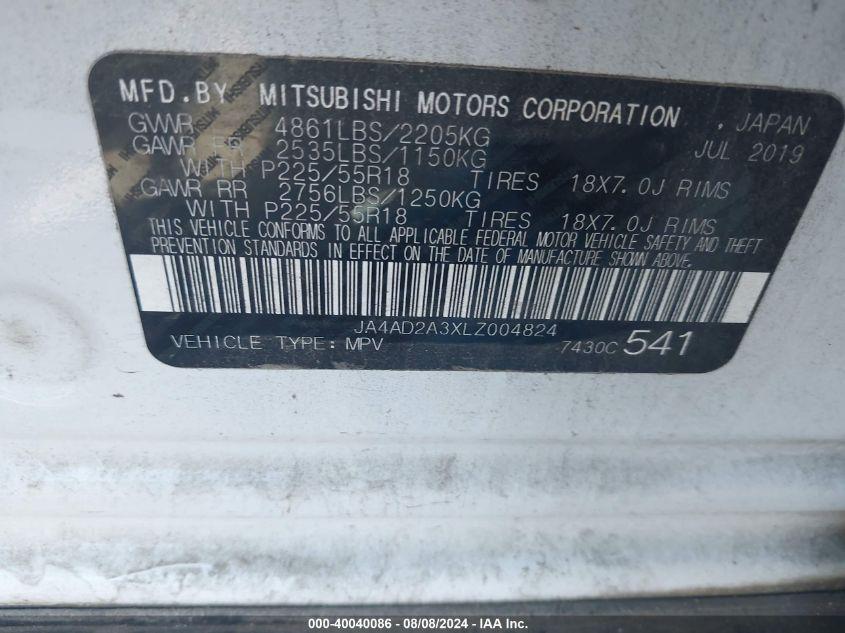 MFD.BY MITSUBISHI MOTORS CORPORATION , JAPAN
GVWR 4861LBS/2205KG JUL 2019
GAWR FR 2535LBS/1150KG
WITH P225/55R18 TIRES 18X7.0J RIMS
GAWR RR 2756LBS/1250KG
WITH P225/55R18 TIRES 18X7.0J RIMS
THIS VEHICLE CONFORMS TO ALL APPLICABLE FEDERAL MOTOR VEHICLE SAFETY AND THEFT
PREVENTION STANDARDS IN EFFECT ON THE DATE OF MANUFACTURE SHOWN ABOVE.
JA4AD2A3XLZ004824
VEHICLE TYPE: MPV 7430C 541
000-40040086 - 08/08/2024 - IAA Inc.